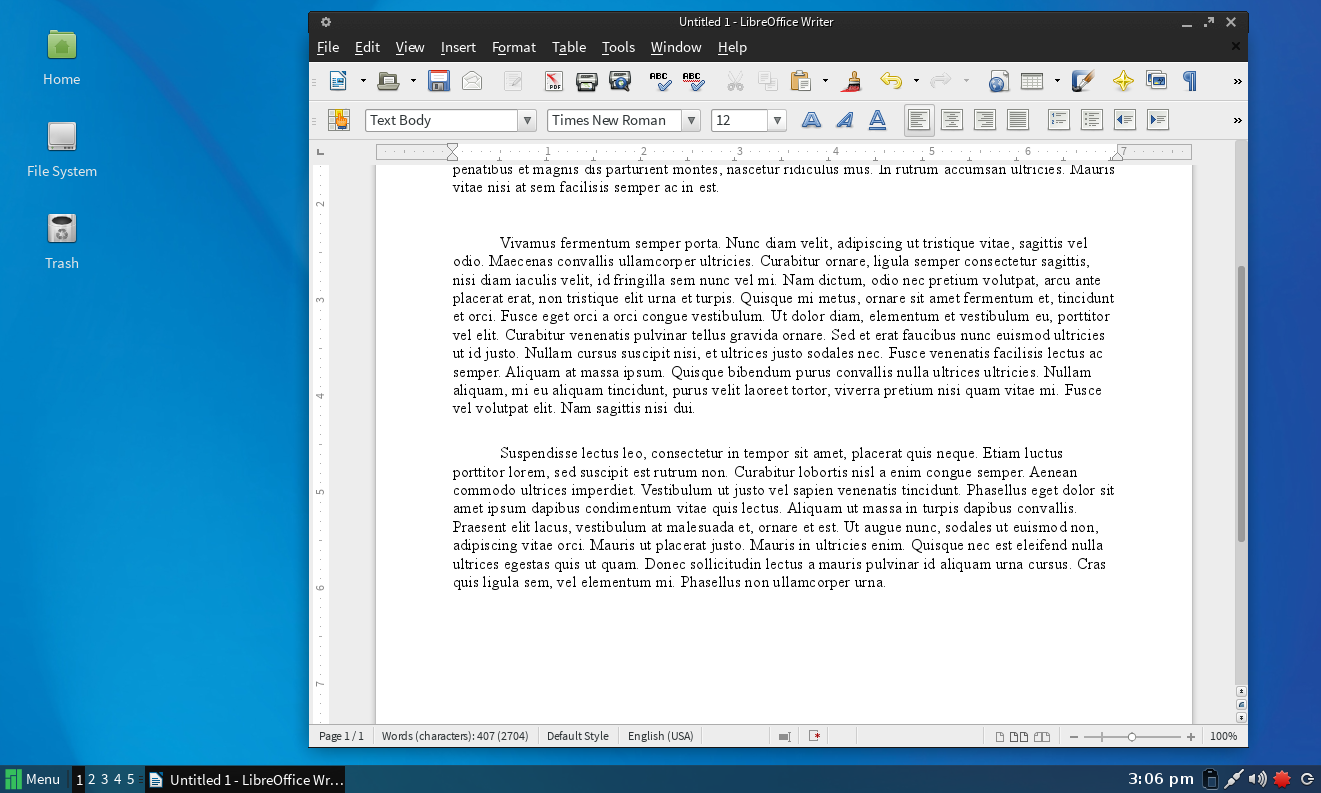 Untitled 1 - LibreOffice Writer
File Edit View Insert Format Table Tools Window Help
Home
File System
Trash
PDF ABC ABC
Text Body Times New Roman 12
1 2 3 4 5 6 7
2
3
4
5
6
7
penatibus et magnis dis parturient montes, nascetur ridiculus mus. In rutrum accumsan ultricies. Mauris
vitae nisi at sem facilisis semper ac in est.
Vivamus fermentum semper porta. Nunc diam velit, adipiscing ut tristique vitae, sagittis vel
odio. Maecenas convallis ullamcorper ultricies. Curabitur ornare, ligula semper consectetur sagittis,
nisi diam iaculis velit, id fringilla sem nunc vel mi. Nam dictum, odio nec pretium volutpat, arcu ante
placerat erat, non tristique elit urna et turpis. Quisque mi metus, ornare sit amet fermentum et, tincidunt
et orci. Fusce eget orci a orci congue vestibulum. Ut dolor diam, elementum et vestibulum eu, porttitor
vel elit. Curabitur venenatis pulvinar tellus gravida ornare. Sed et erat faucibus nunc euismod ultricies
ut id justo. Nullam cursus suscipit nisi, et ultrices justo sodales nec. Fusce venenatis facilisis lectus ac
semper. Aliquam at massa ipsum. Quisque bibendum purus convallis nulla ultrices ultricies. Nullam
aliquam, mi eu aliquam tincidunt, purus velit laoreet tortor, viverra pretium nisi quam vitae mi. Fusce
vel volutpat elit. Nam sagittis nisi dui.
Suspendisse lectus leo, consectetur in tempor sit amet, placerat quis neque. Etiam luctus
porttitor lorem, sed suscipit est rutrum non. Curabitur lobortis nisl a enim congue semper. Aenean
commodo ultrices imperdiet. Vestibulum ut justo vel sapien venenatis tincidunt. Phasellus eget dolor sit
amet ipsum dapibus condimentum vitae quis lectus. Aliquam ut massa in turpis dapibus convallis.
Praesent elit lacus, vestibulum at malesuada et, ornare et est. Ut augue nunc, sodales ut euismod non,
adipiscing vitae orci. Mauris ut placerat justo. Mauris in ultricies enim. Quisque nec est eleifend nulla
ultrices egestas quis ut quam. Donec sollicitudin lectus a mauris pulvinar id aliquam urna cursus. Cras
quis ligula sem, vel elementum mi. Phasellus non ullamcorper urna.
Page 1 / 1 Words (characters): 407 (2704) Default Style English (USA) 100%
Menu 1 2 3 4 5 Untitled 1 - LibreOffice Wr... 3:06 pm